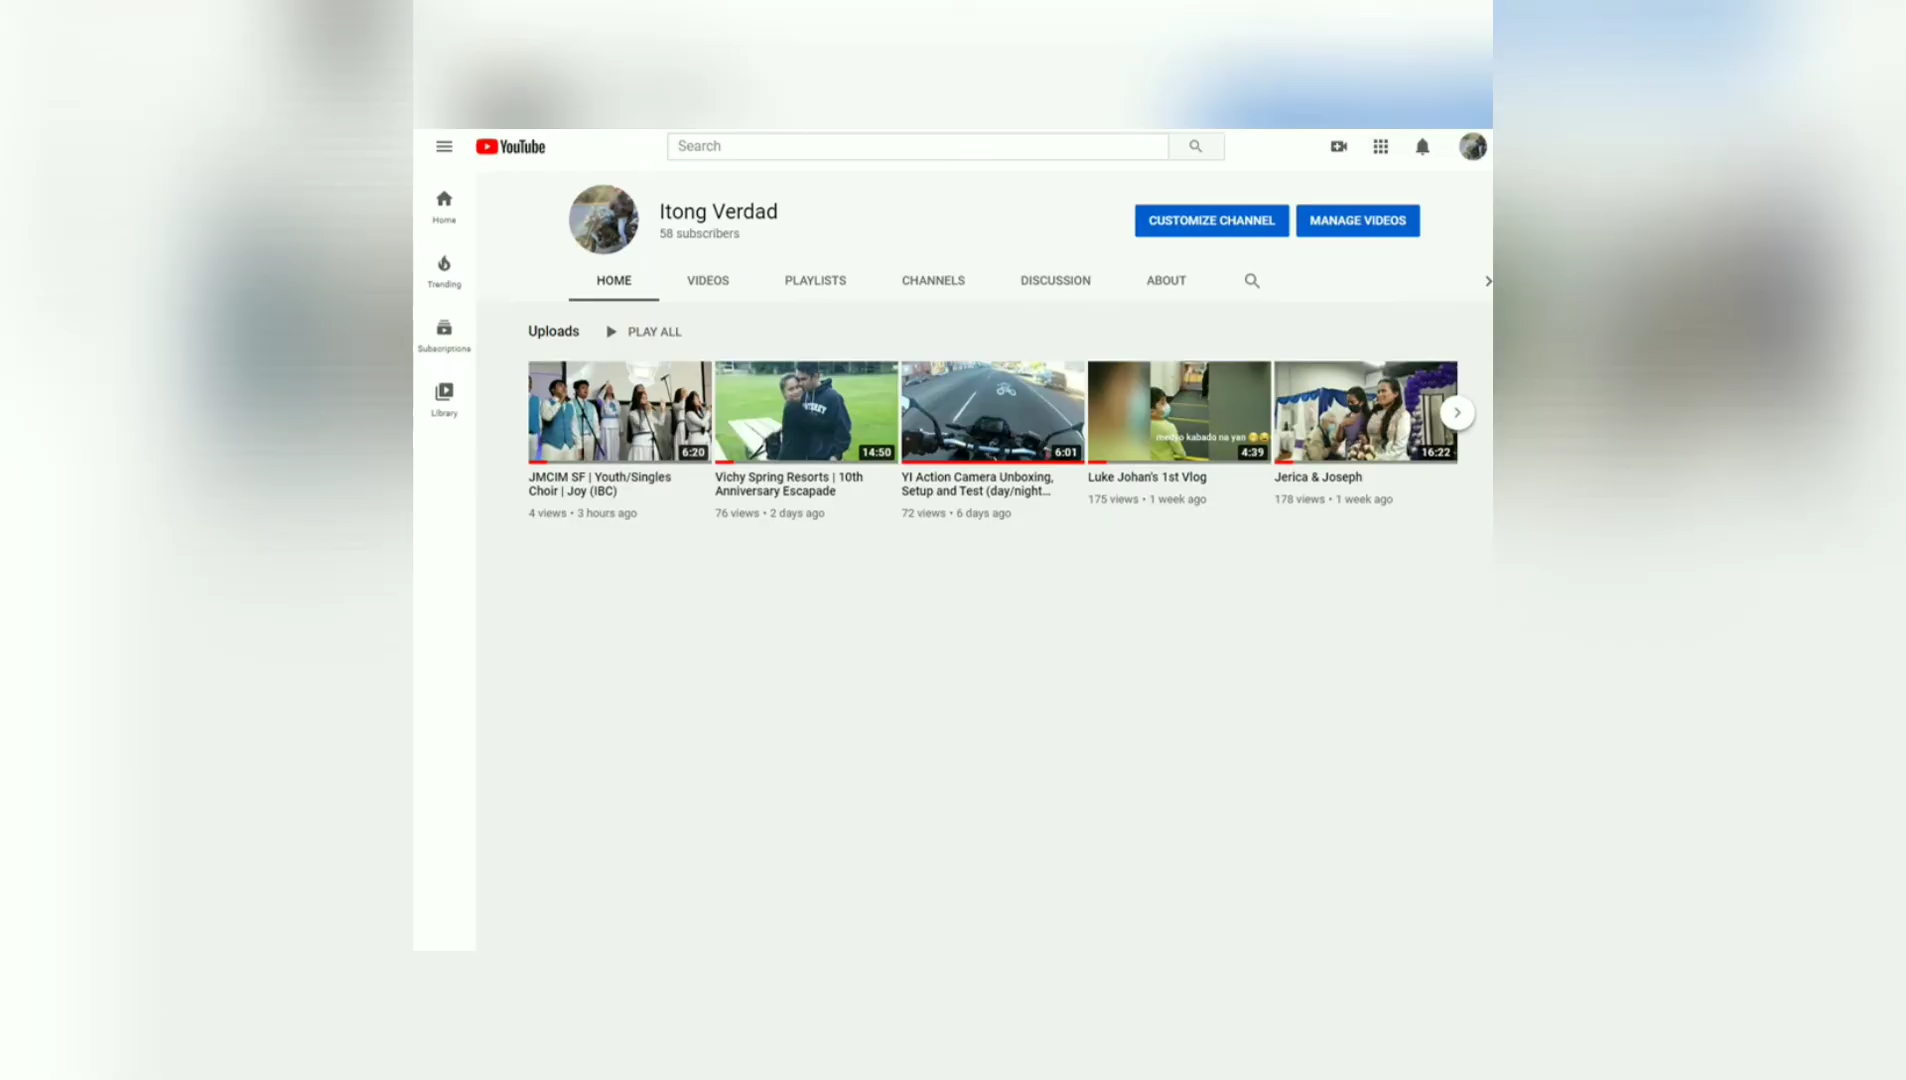 YouTube
Search
Home
Trending
Subscriptions
Library
Itong Verdad
58 subscribers
CUSTOMIZE CHANNEL
MANAGE VIDEOS
HOME VIDEOS PLAYLISTS CHANNELS DISCUSSION ABOUT
Uploads PLAY ALL
6:20
JMCIM SF | Youth/Singles
Choir | Joy (IBC)
4 views • 3 hours ago
14:50
Vichy Spring Resorts | 10th
Anniversary Escapade
76 views • 2 days ago
6:01
YI Action Camera Unboxing,
Setup and Test (day/night...
72 views • 6 days ago
medyo kabado na yan
4:39
Luke Johan's 1st Vlog
175 views • 1 week ago
16:22
Jerica & Joseph
178 views • 1 week ago